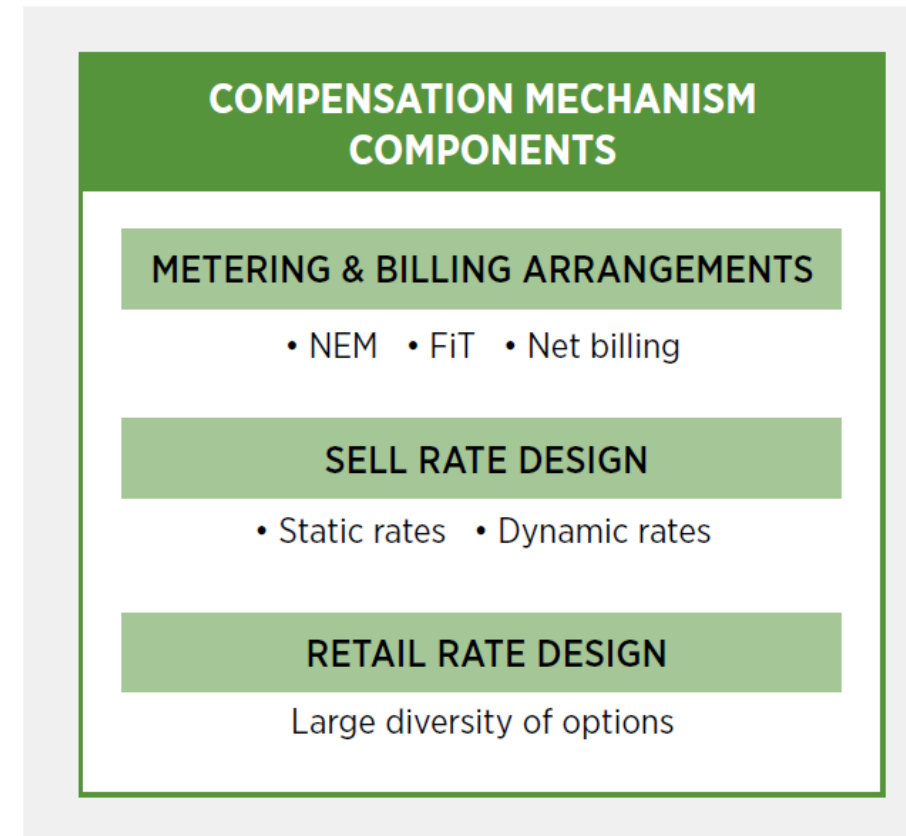 COMPENSATION MECHANISM
COMPONENTS
METERING & BILLING ARRANGEMENTS
• NEM • FiT • Net billing
SELL RATE DESIGN
• Static rates • Dynamic rates
RETAIL RATE DESIGN
Large diversity of options